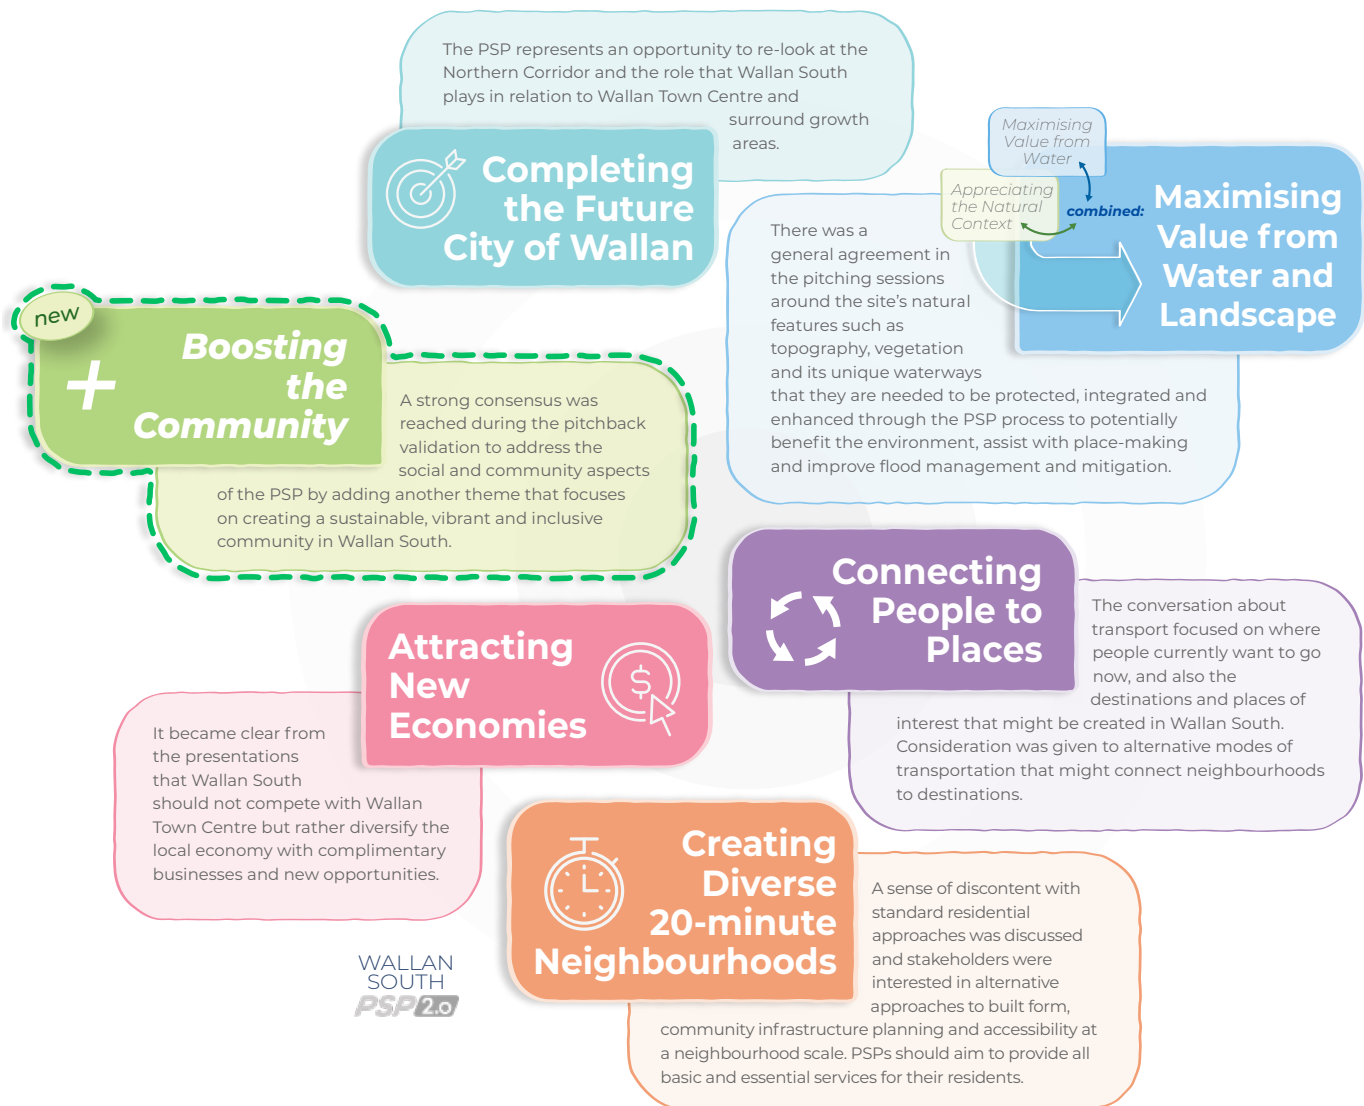 The PSP represents an opportunity to re-look at the
Northern Corridor and the role that Wallan South
plays in relation to Wallan Town Centre and
surround growth
areas.
Completing
the Future
City of Wallan
Maximising
Value from
Water
Appreciating
the Natural
Context
combined:
Maximising
Value from
Water and
Landscape
There was a
general agreement in
the pitching sessions
around the site's natural
features such as
topography, vegetation
and its unique waterways
that they are needed to be protected, integrated and
enhanced through the PSP process to potentially
benefit the environment, assist with place-making
and improve flood management and mitigation.
new
+
Boosting
the
Community
A strong consensus was
reached during the pitchback
validation to address the
social and community aspects
of the PSP by adding another theme that focuses
on creating a sustainable, vibrant and inclusive
community in Wallan South.
Connecting
People to
Places
The conversation about
transport focused on where
people currently want to go
now, and also the
destinations and places of
interest that might be created in Wallan South.
Consideration was given to alternative modes of
transportation that might connect neighbourhoods
to destinations.
Attracting
New
Economies
$
It became clear from
the presentations
that Wallan South
should not compete with Wallan
Town Centre but rather diversify the
local economy with complimentary
businesses and new opportunities.
Creating
Diverse
20-minute
Neighbourhoods
A sense of discontent with
standard residential
approaches was discussed
and stakeholders were
interested in alternative
approaches to built form,
community infrastructure planning and accessibility at
a neighbourhood scale. PSPs should aim to provide all
basic and essential services for their residents.
WALLAN
SOUTH
PSP 2.0